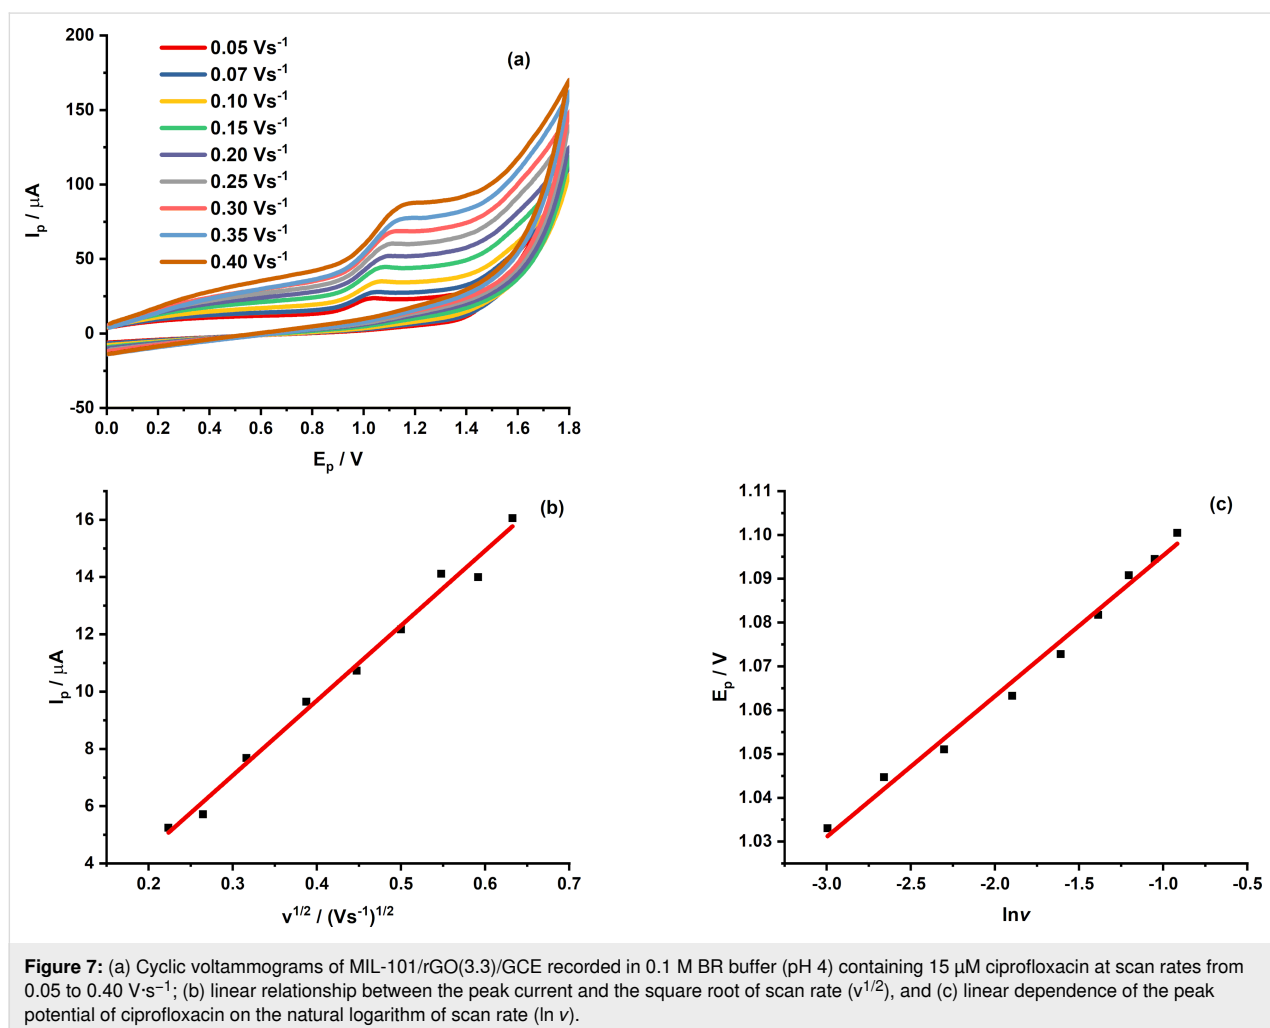 (a)
0.05 Vs⁻¹
0.07 Vs⁻¹
0.10 Vs⁻¹
0.15 Vs⁻¹
0.20 Vs⁻¹
0.25 Vs⁻¹
0.30 Vs⁻¹
0.35 Vs⁻¹
0.40 Vs⁻¹
200
150
100
50
0
-50
Iₚ / μA
0.0 0.2 0.4 0.6 0.8 1.0 1.2 1.4 1.6 1.8
Eₚ / V
(b)
16
14
12
10
8
6
4
Iₚ / μA
0.2 0.3 0.4 0.5 0.6 0.7
v¹ᐟ² / (Vs⁻¹)¹ᐟ²
(c)
1.11
1.10
1.09
1.08
1.07
1.06
1.05
1.04
1.03
Eₚ / V
-3.0 -2.5 -2.0 -1.5 -1.0 -0.5
lnv
Figure 7: (a) Cyclic voltammograms of MIL-101/rGO(3.3)/GCE recorded in 0.1 M BR buffer (pH 4) containing 15 μM ciprofloxacin at scan rates from
0.05 to 0.40 V·s⁻¹; (b) linear relationship between the peak current and the square root of scan rate (v¹ᐟ²), and (c) linear dependence of the peak
potential of ciprofloxacin on the natural logarithm of scan rate (ln v).